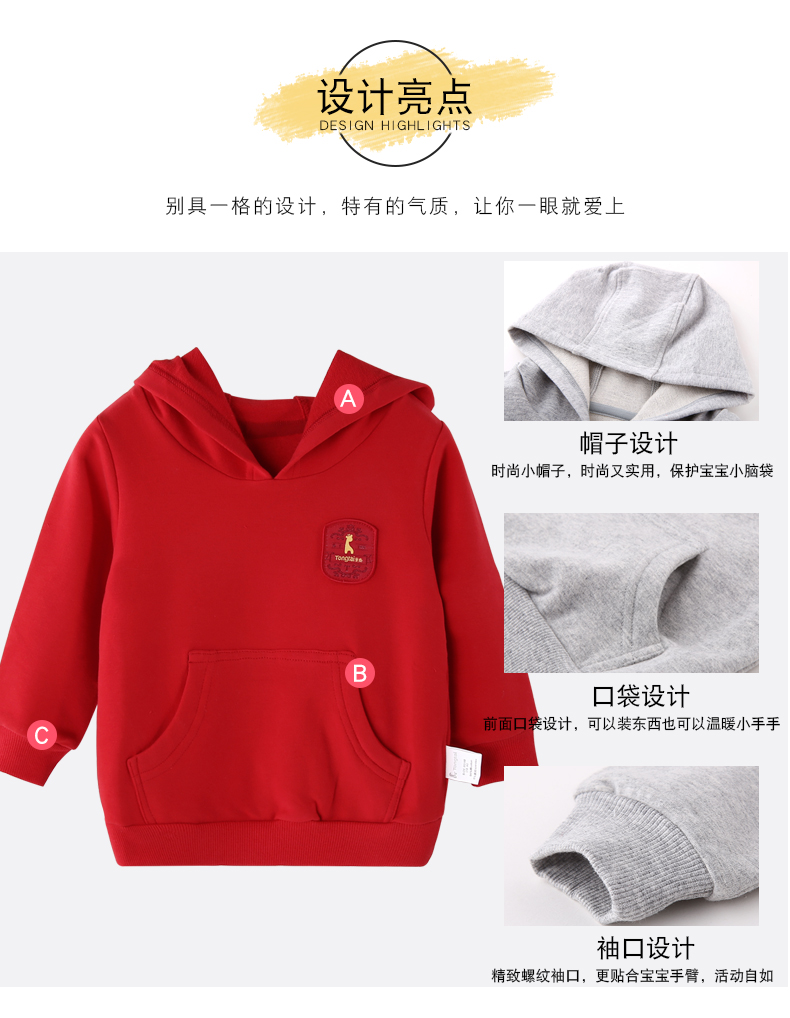 设计亮点
DESIGN HIGHLIGHTS
别具一格的设计，特有的气质，让你一眼就爱上
A
帽子设计
时尚小帽子，时尚又实用，保护宝宝小脑袋
B
口袋设计
前面口袋设计，可以装东西也可以温暖小手手
C
袖口设计
精致螺纹袖口，更贴合宝宝手臂，活动自如